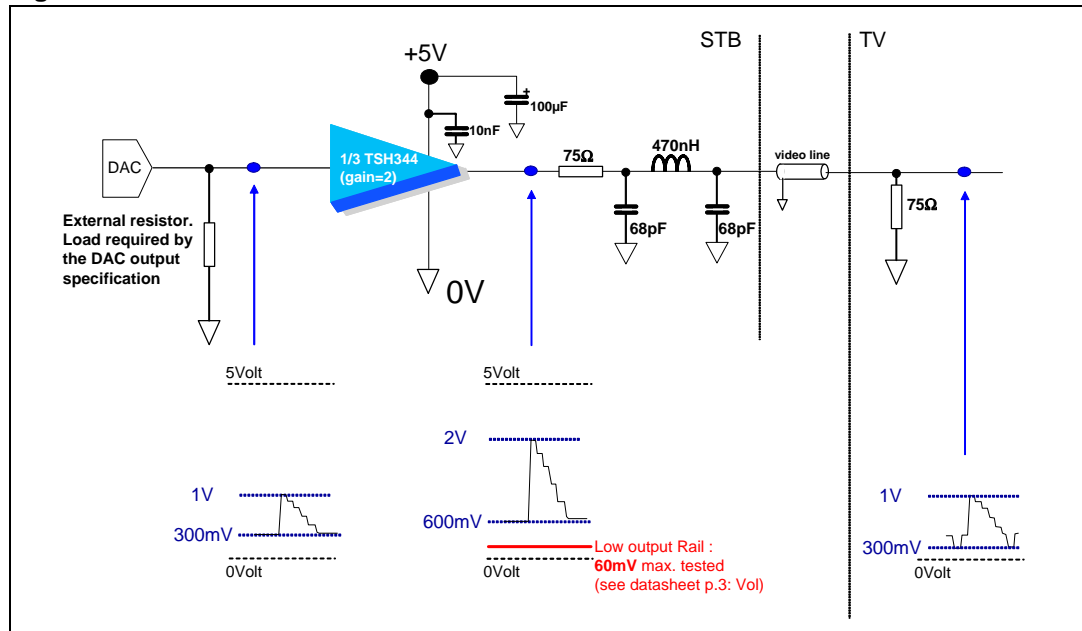 STB
TV
+5V
100µF
+
10nF
DAC
1/3 TSH344
(gain=2)
75Ω
470nH
video line
68pF
68pF
75Ω
External resistor.
Load required by
the DAC output
specification
0V
5Volt
5Volt
2V
1V
1V
300mV
600mV
300mV
Low output Rail :
60mV max. tested
(see datasheet p.3: Vol)
0Volt
0Volt
0Volt